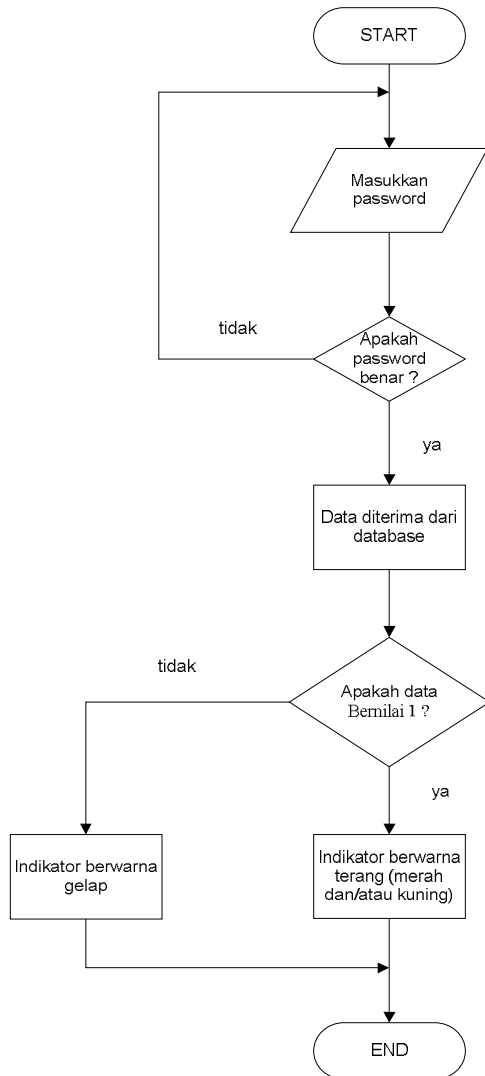 START
Masukkan
password
tidak
Apakah
password
benar ?
ya
Data diterima dari
database
tidak
Apakah data
Bernilai 1 ?
ya
Indikator berwarna
gelap
Indikator berwarna
terang (merah
dan/atau kuning)
END